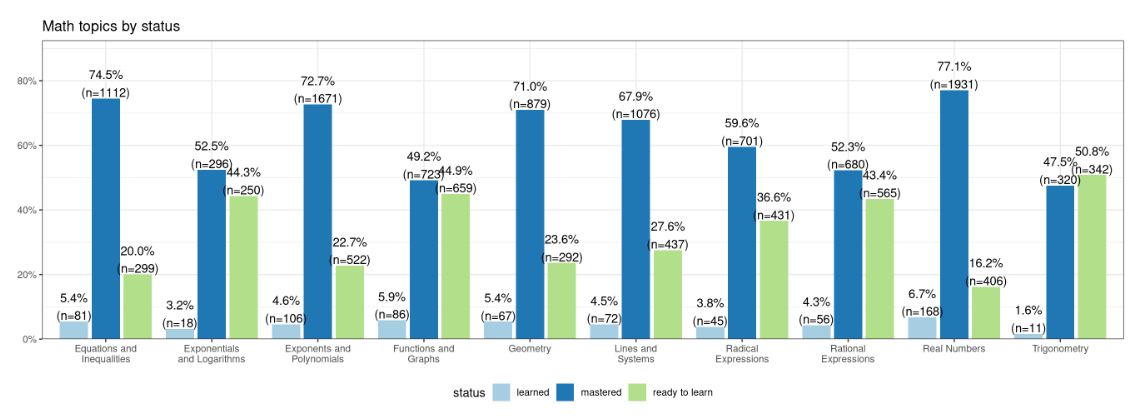 Math topics by status
80%
60%
40%
20%
0%
74.5%
(n=1112)
5.4%
(n=81)
20.0%
(n=299)
52.5%
(n=296)
3.2%
(n=18)
44.3%
(n=250)
72.7%
(n=1671)
4.6%
(n=106)
22.7%
(n=522)
49.2%
(n=723)
5.9%
(n=86)
44.9%
(n=659)
71.0%
(n=879)
5.4%
(n=67)
23.6%
(n=292)
67.9%
(n=1076)
4.5%
(n=72)
27.6%
(n=437)
59.6%
(n=701)
3.8%
(n=45)
36.6%
(n=431)
52.3%
(n=680)
4.3%
(n=56)
43.4%
(n=565)
77.1%
(n=1931)
6.7%
(n=168)
16.2%
(n=406)
47.5%
(n=320)
1.6%
(n=11)
50.8%
(n=342)
Equations and
Inequalities
Exponentials
and Logarithms
Exponents and
Polynomials
Functions and
Graphs
Geometry
Lines and
Systems
Radical
Expressions
Rational
Expressions
Real Numbers
Trigonometry
status learned mastered ready to learn